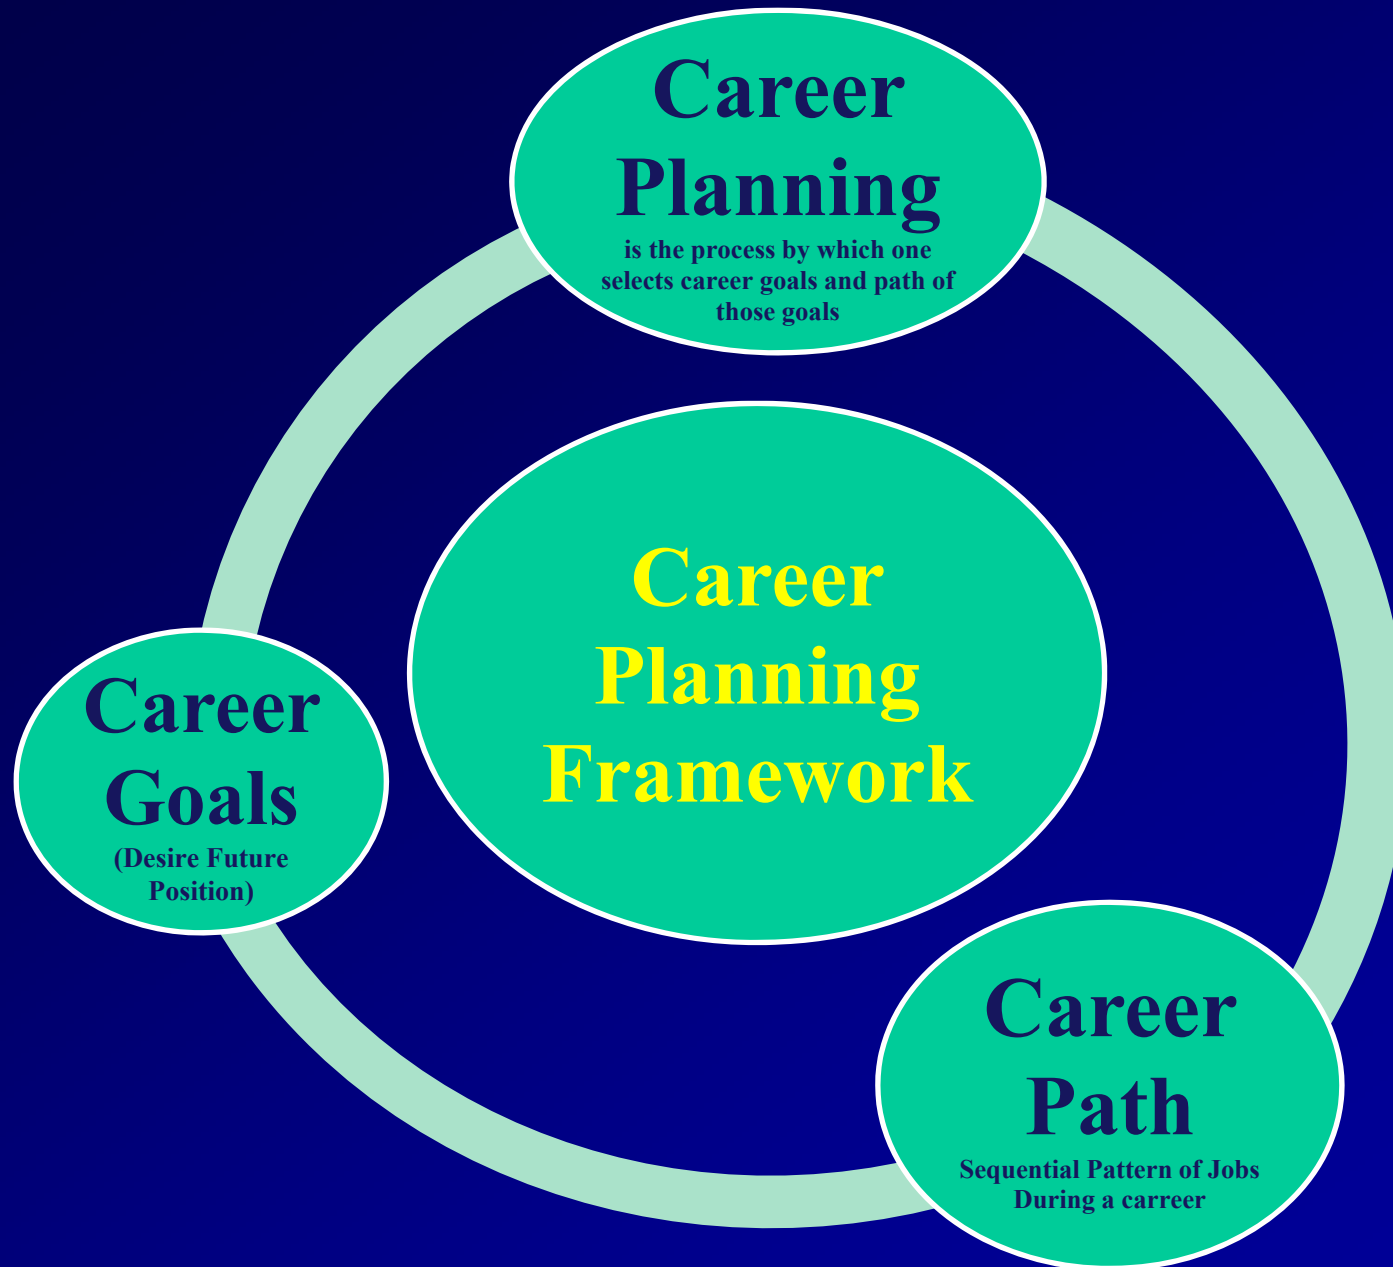 Career
Planning
is the process by which one
selects career goals and path of
those goals
Career
Planning
Framework
Career
Goals
(Desire Future
Position)
Career
Path
Sequential Pattern of Jobs
During a carreer